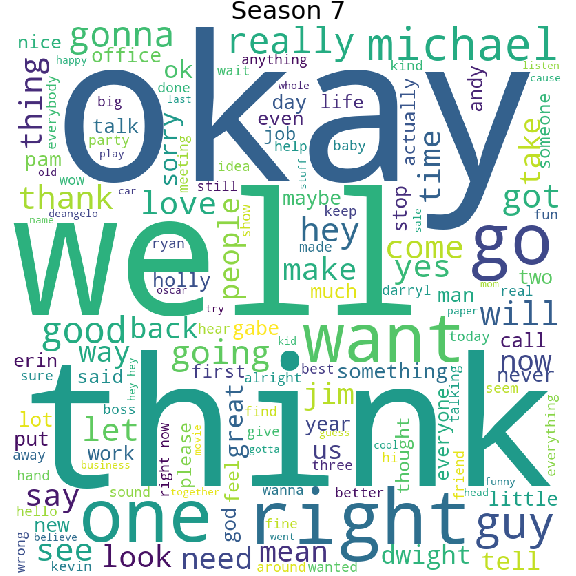 Season 7
nice
gonna
office
really
michael
anything
kind
listen
cause
happy
ok
wait
everybody
thing
done
last
whole
okay
big
day
life
andy
actually
someone
talk
even
party
play
job
help
baby
time
take
sorry
meeting
pam
old
wow
idea
stuff
car
still
thank
love
maybe
keep
stop
got
name
deangelo
people
show
hey
made
sale
fun
well
ryan
come
go
two
holly
make
yes
oscar
much
darryl
man
real
mom
try
paper
will
good
back
hear
gabe
want
today
call
way
going
kid
erin
said
first
alright
best
something
now
never
sure
hey hey
think
jim
seem
lot
boss
find
year
everyone
talking
everything
put
let
work
please
great
give
guess
us
thought
cool
hi
friend
funny
away
business
right now
movie
gotta
three
hand
feel
together
wanna
better
head
say
sound
one
right
guy
little
hello
new
god
fine
went
believe
see
look
need
mean
dwight
tell
wrong
kevin
around
wanted